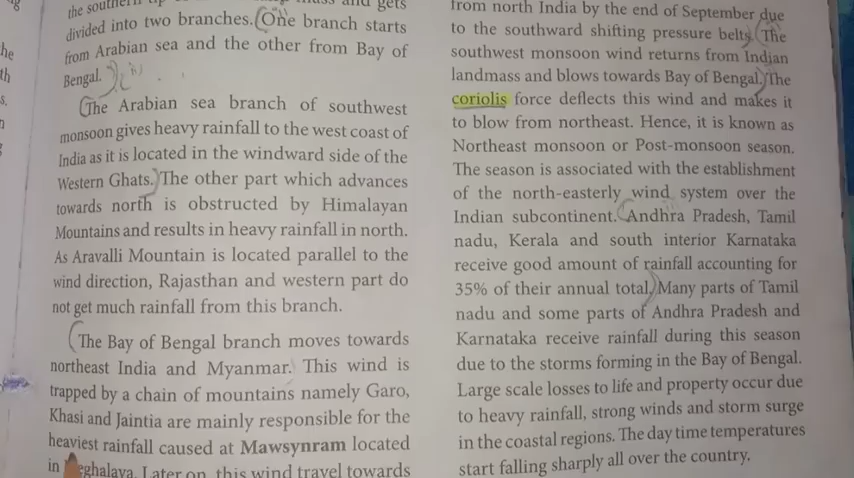 the southern
divided into two branches. One branch starts
from Arabian sea and the other from Bay of
Bengal.
The Arabian sea branch of southwest
monsoon gives heavy rainfall to the west coast of
India as it is located in the windward side of the
Western Ghats. The other part which advances
towards north is obstructed by Himalayan
Mountains and results in heavy rainfall in north.
As Aravalli Mountain is located parallel to the
wind direction, Rajasthan and western part do
not get much rainfall from this branch.
The Bay of Bengal branch moves towards
northeast India and Myanmar. This wind is
trapped by a chain of mountains namely Garo,
Khasi and Jaintia are mainly responsible for the
heaviest rainfall caused at Mawsynram located
in Later on, this wind travel towards
from north India by the end of September due
to the southward shifting pressure belts. The
southwest monsoon wind returns from Indian
landmass and blows towards Bay of Bengal. The
coriolis force deflects this wind and makes it
to blow from northeast. Hence, it is known as
Northeast monsoon or Post-monsoon season.
The season is associated with the establishment
of the north-easterly wind system over the
Indian subcontinent. Andhra Pradesh, Tamil
nadu, Kerala and south interior Karnataka
receive good amount of rainfall accounting for
35% of their annual total. Many parts of Tamil
nadu and some parts of Andhra Pradesh and
Karnataka receive rainfall during this season
due to the storms forming in the Bay of Bengal.
Large scale losses to life and property occur due
to heavy rainfall, strong winds and storm surge
in the coastal regions. The day time temperatures
start falling sharply all over the country.